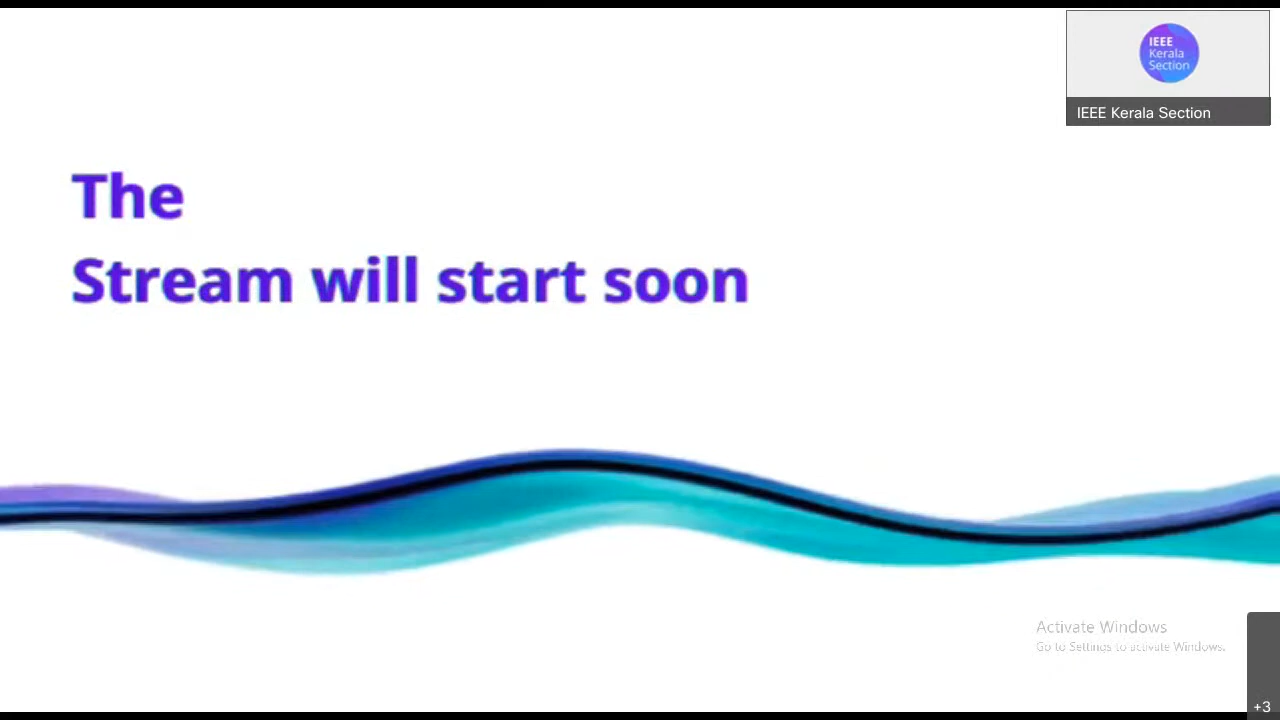 IEEE
Kerala
Section
IEEE Kerala Section
The
Stream will start soon
Activate Windows
Go to Settings to activate Windows.
+3